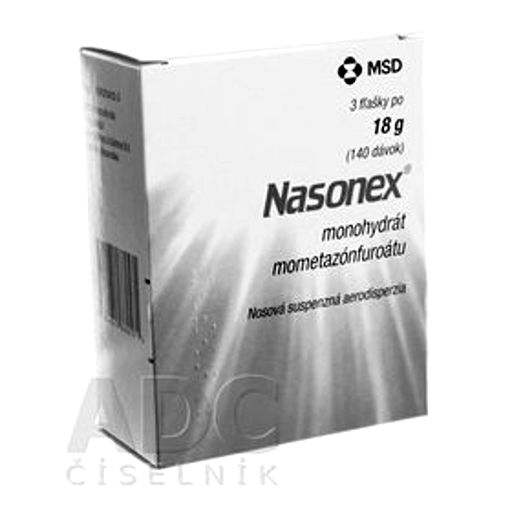 MSD
3 fľašky po
18 g
(140 dávok)
Nasonex®
monohydrát
mometazónfuroátu
Nosová suspenzná aerodisperzia
ADC
ČÍSELNÍK